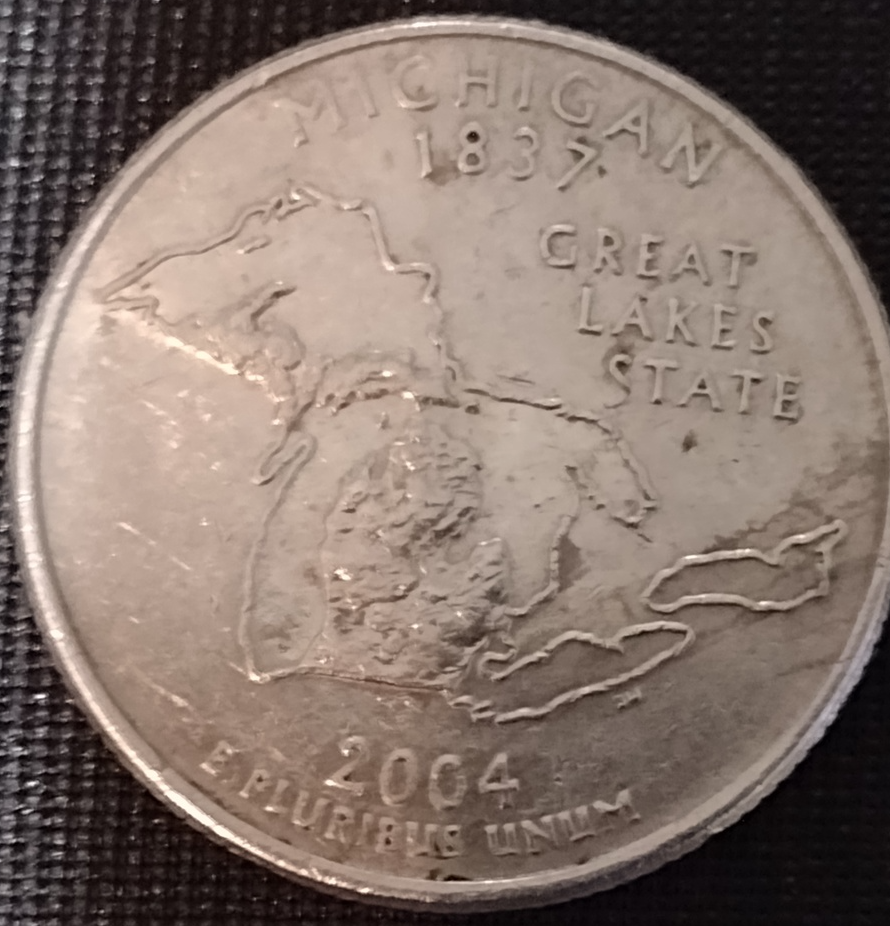 MICHIGAN
1837
GREAT
LAKES
STATE
2004
E PLURIBUS UNUM